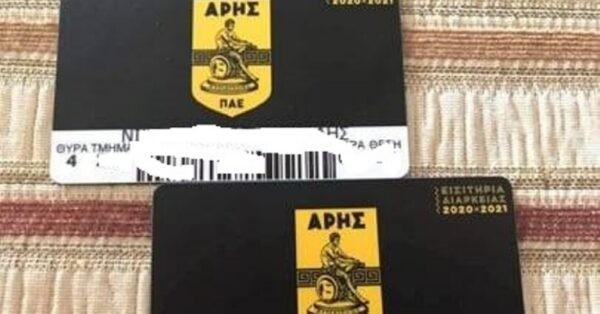 ΑΡΗΣ
2020-2021
ΠΑΕ
ΘΥΡΑ ΤΜΗΜΑ ΘΕΣΗ
4
ΕΙΣΙΤΗΡΙΑ
ΔΙΑΡΚΕΙΑΣ
2020-2021
ΑΡΗΣ